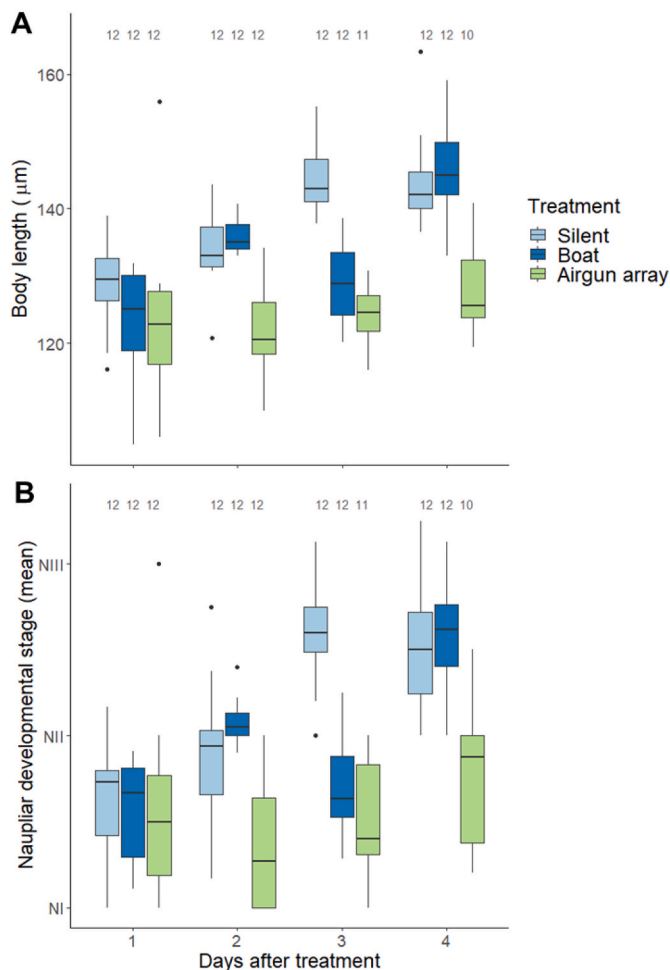 A
12 12 12
12 12 12
12 12 11
12 12 10
160
140
120
Body length ( μm)
Treatment
Silent
Boat
Airgun array
B
12 12 12
12 12 12
12 12 11
12 12 10
NIII
NII
NI
Naupliar developmental stage (mean)
1
2
3
4
Days after treatment